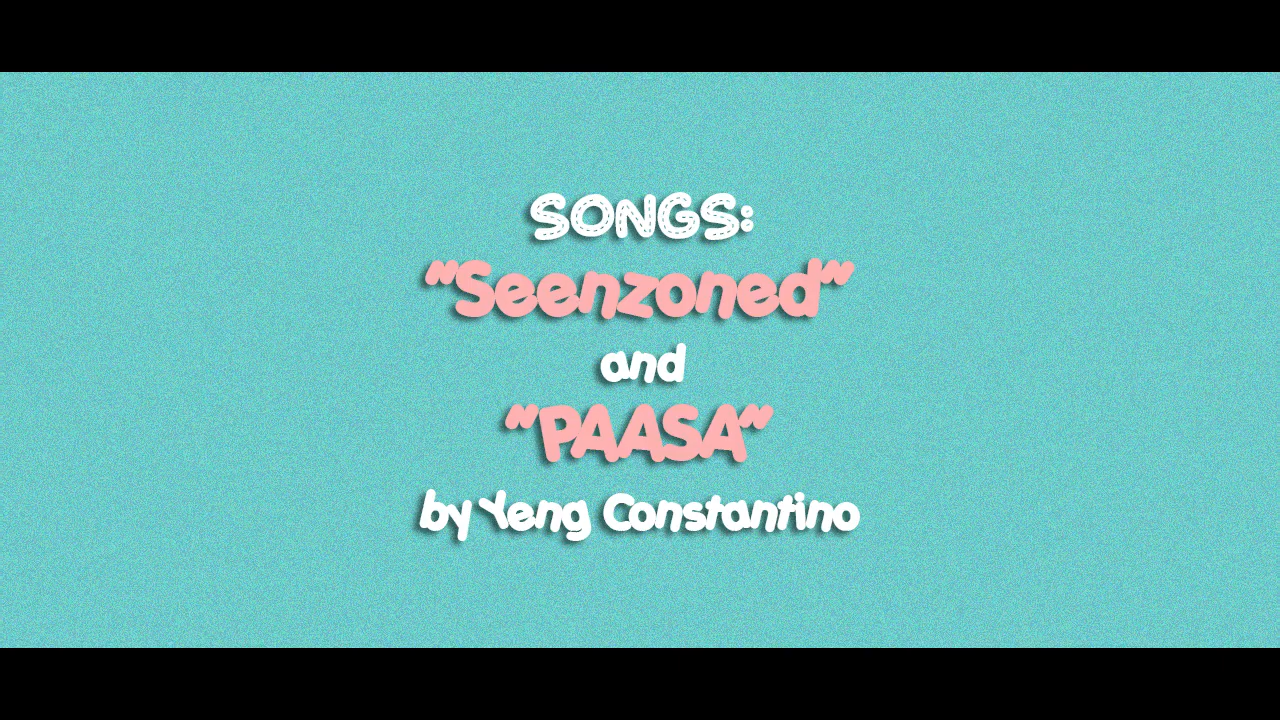 SONGS:
"Seenzoned"
and
"PAASA"
by Yeng Constantino